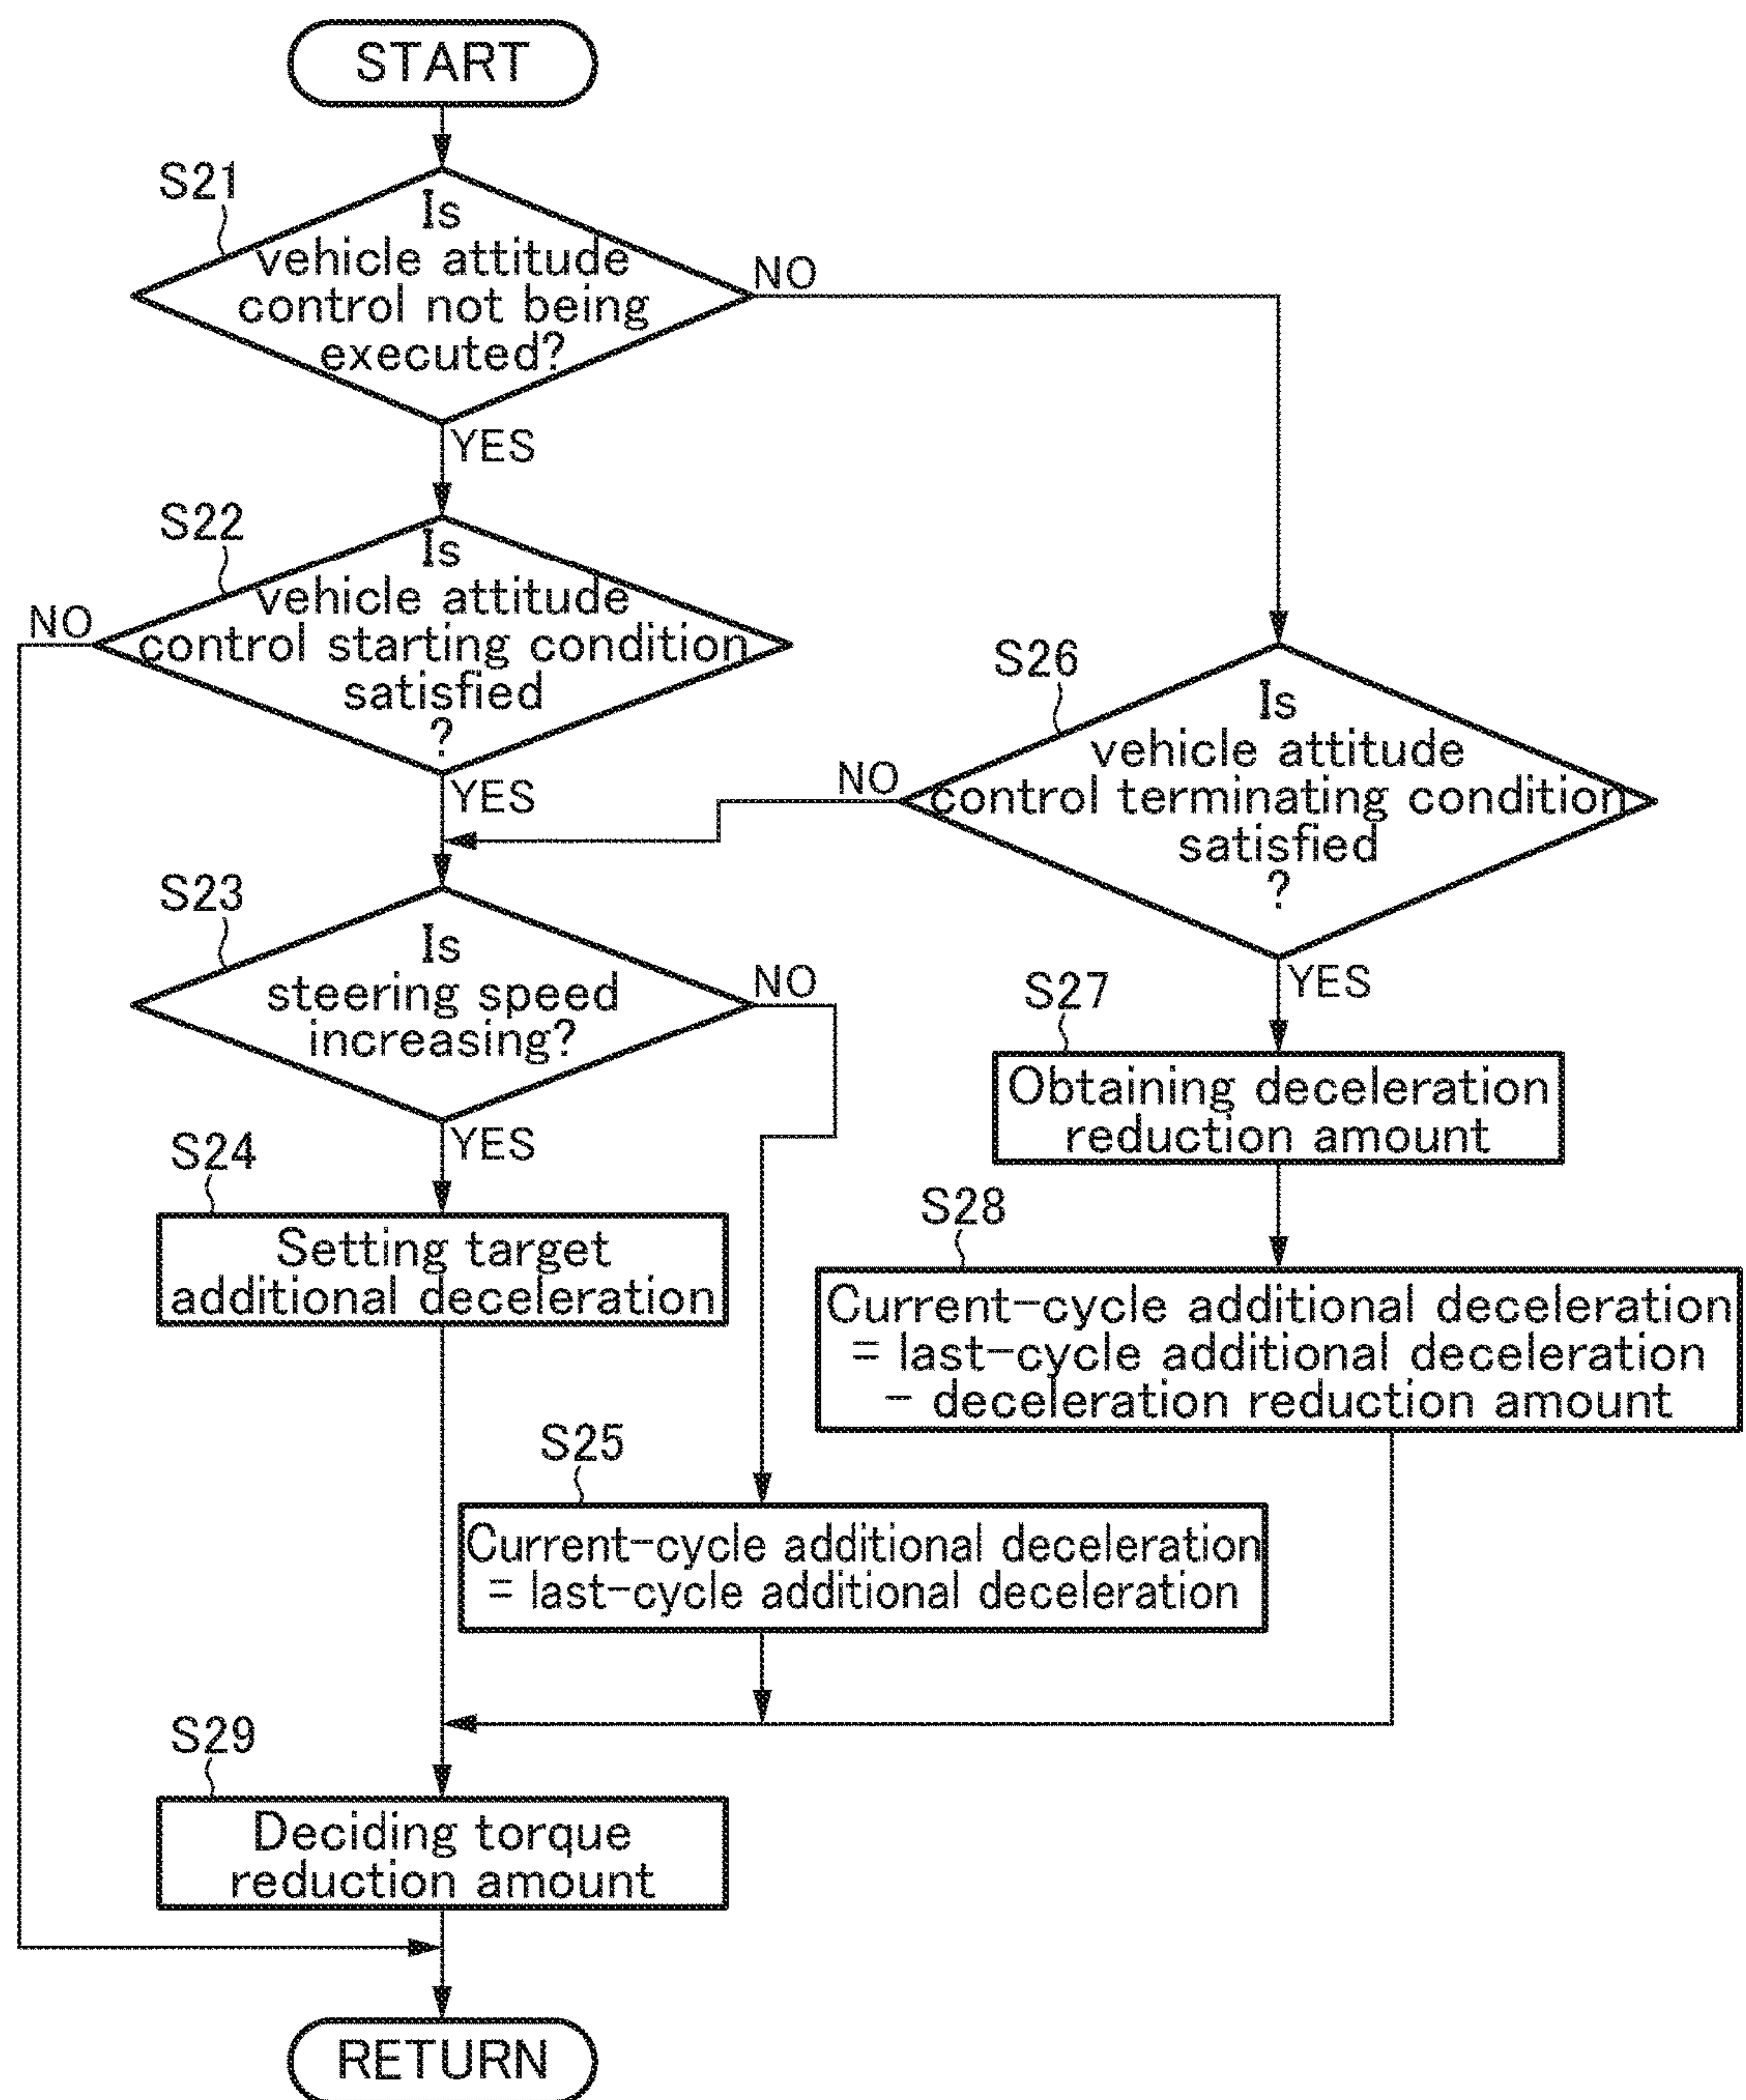 START
S21
Is
vehicle attitude
control not being
executed?
NO
YES
S22
Is
vehicle attitude
control starting condition
satisfied
?
NO
YES
S26
Is
vehicle attitude
control terminating condition
satisfied
?
NO
YES
S23
Is
steering speed
increasing?
NO
YES
S27
Obtaining deceleration
reduction amount
S24
Setting target
additional deceleration
S28
Current-cycle additional deceleration
= last-cycle additional deceleration
- deceleration reduction amount
S25
Current-cycle additional deceleration
= last-cycle additional deceleration
S29
Deciding torque
reduction amount
RETURN